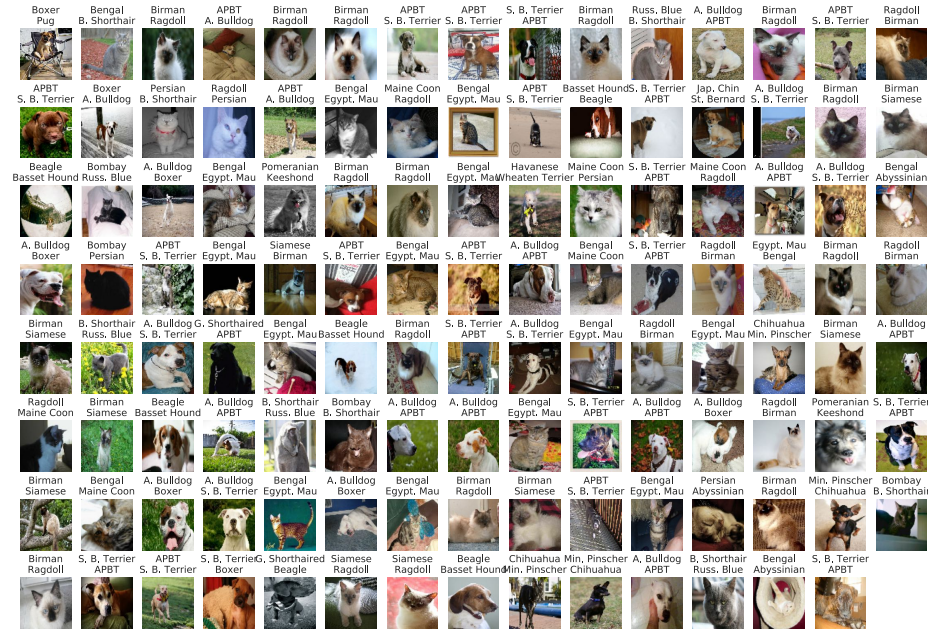 Boxer Bengal Birman APBT Birman Birman APBT APBT S. B. Terrier Birman Russ. Blue A. Bulldog Birman APBT Ragdoll
Pug B. Shorthair Ragdoll A. Bulldog Ragdoll Ragdoll S. B. Terrier S. B. Terrier APBT Ragdoll B. Shorthair APBT Ragdoll S. B. Terrier Birman
APBT Boxer Persian Ragdoll APBT Bengal Maine Coon Bengal APBT Basset Hound S. B. Terrier Jap. Chin A. Bulldog Birman Birman
S. B. Terrier A. Bulldog B. Shorthair Persian A. Bulldog Egypt. Mau Ragdoll Egypt. Mau S. B. Terrier Beagle APBT St. Bernard S. B. Terrier Ragdoll Siamese
Beagle Bombay A. Bulldog Bengal Pomeranian Birman Birman Bengal Havanese Maine Coon S. B. Terrier Maine Coon A. Bulldog A. Bulldog Bengal
Basset Hound Russ. Blue Boxer Egypt. Mau Keeshond Ragdoll Ragdoll Egypt. Mau Wheaten Terrier Persian APBT Ragdoll APBT S. B. Terrier Abyssinian
A. Bulldog Bombay APBT Bengal Siamese APBT Bengal APBT A. Bulldog Bengal S. B. Terrier Ragdoll Egypt. Mau Birman Ragdoll
Boxer Persian S. B. Terrier Egypt. Mau Birman S. B. Terrier Egypt. Mau S. B. Terrier APBT Maine Coon APBT Birman Bengal Ragdoll Birman
Birman B. Shorthair A. Bulldog G. Shorthaired Bengal Beagle Birman S. B. Terrier A. Bulldog Bengal Ragdoll Bengal Chihuahua Birman A. Bulldog
Siamese Russ. Blue S. B. Terrier APBT Egypt. Mau Basset Hound Ragdoll APBT S. B. Terrier Egypt. Mau Birman Egypt. Mau Min. Pinscher Siamese APBT
Ragdoll Birman Beagle A. Bulldog B. Shorthair Bombay A. Bulldog A. Bulldog Bengal S. B. Terrier A. Bulldog A. Bulldog Ragdoll Pomeranian S. B. Terrier
Maine Coon Siamese Basset Hound APBT Russ. Blue B. Shorthair APBT APBT Egypt. Mau APBT APBT Boxer Birman Keeshond APBT
Birman Bengal A. Bulldog A. Bulldog Bengal A. Bulldog Bengal Birman Birman APBT Bengal Persian Birman Min. Pinscher Bombay
Siamese Maine Coon Boxer S. B. Terrier Egypt. Mau Boxer Egypt. Mau Ragdoll Siamese S. B. Terrier Egypt. Mau Abyssinian Ragdoll Chihuahua B. Shorthair
Birman S. B. Terrier APBT S. B. Terrier G. Shorthaired Siamese Siamese Beagle Chihuahua Min. Pinscher A. Bulldog B. Shorthair Bengal S. B. Terrier
Ragdoll APBT S. B. Terrier Boxer Beagle Ragdoll Ragdoll Basset Hound Min. Pinscher Chihuahua APBT Russ. Blue Abyssinian APBT